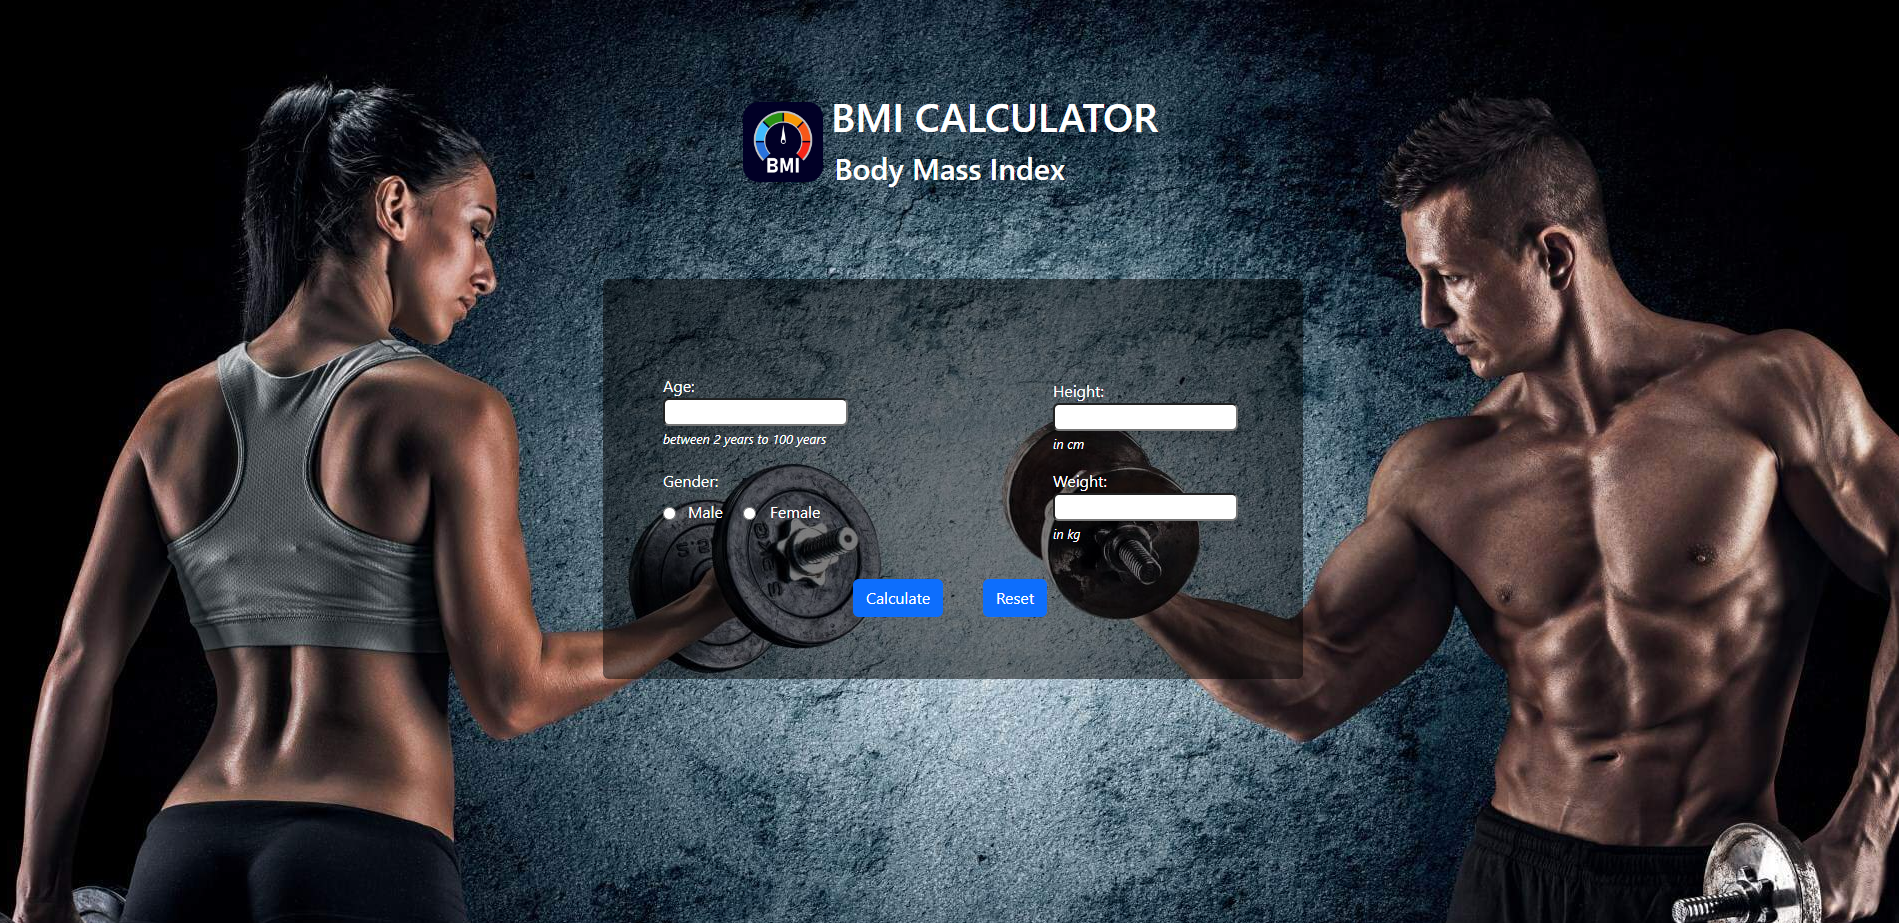 BMI
BMI CALCULATOR
Body Mass Index
Age:
between 2 years to 100 years
Gender:
Male Female
Height:
in cm
Weight:
in kg
Calculate Reset